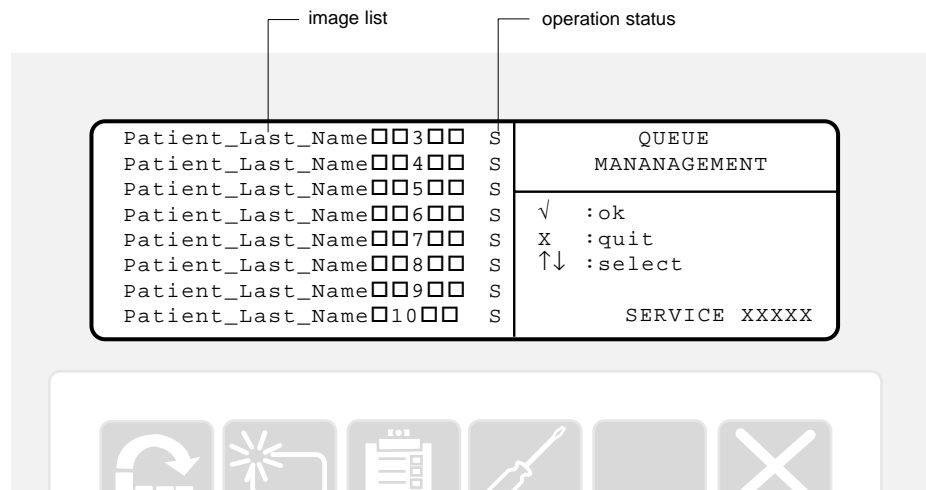 image list
operation status
Patient_Last_Name□□3□□ S
Patient_Last_Name□□4□□ S
Patient_Last_Name□□5□□ S
Patient_Last_Name□□6□□ S
Patient_Last_Name□□7□□ S
Patient_Last_Name□□8□□ S
Patient_Last_Name□□9□□ S
Patient_Last_Name□10□□ S
QUEUE
MANANAGEMENT
√ :ok
X :quit
↑↓ :select
SERVICE XXXXX